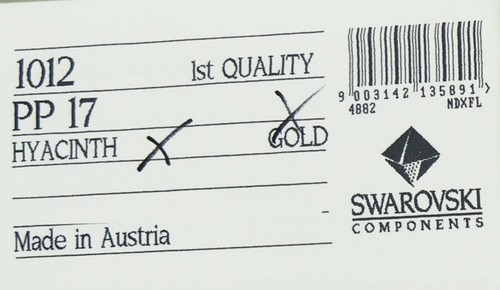 1012 1st QUALITY
PP 17
HYACINTH X X GOLD
Made in Austria
9 003142 135891 >
4882 NDXFL
SWAROVSKI
COMPONENTS